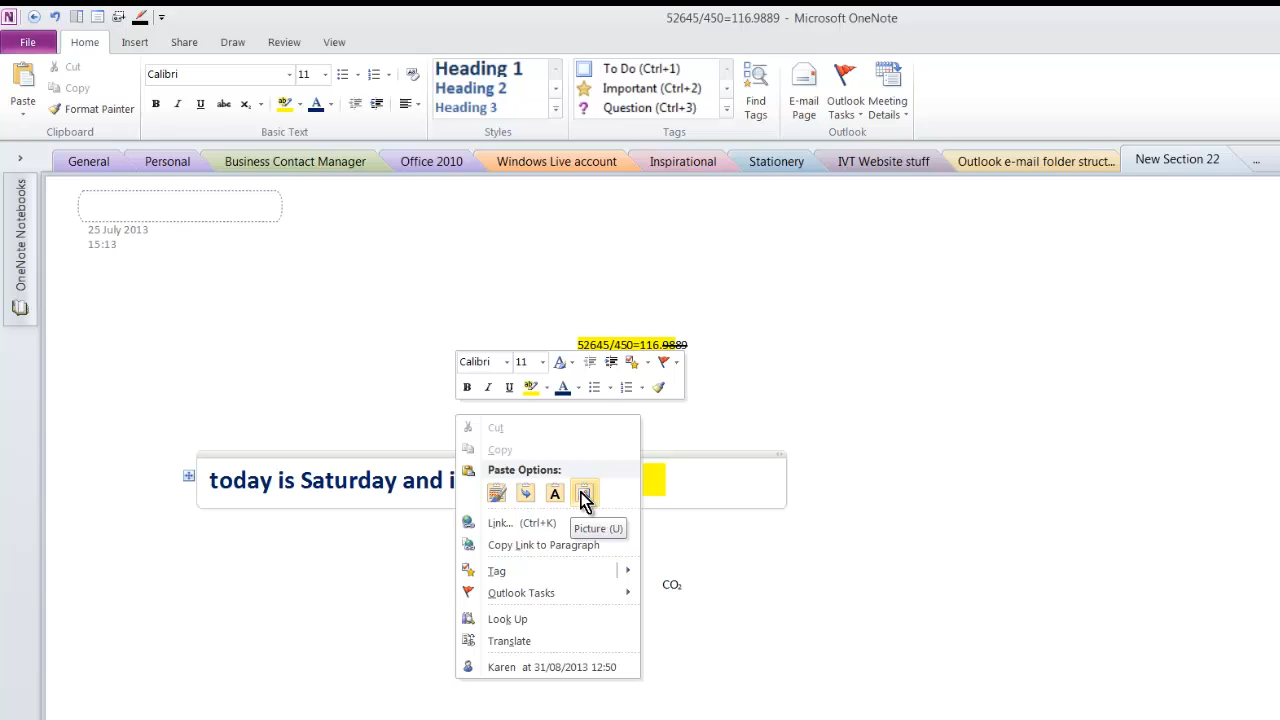 52645/450=116.9889 - Microsoft OneNote
File Home Insert Share Draw Review View
Paste
Cut
Copy
Format Painter
Clipboard
Calibri 11
B I U abc x₂ A
Basic Text
Heading 1
Heading 2
Heading 3
Styles
To Do (Ctrl+1)
Important (Ctrl+2)
Question (Ctrl+3)
Tags
Find
Tags
E-mail
Page
Outlook
Tasks
Meeting
Details
Outlook
General Personal Business Contact Manager Office 2010 Windows Live account Inspirational Stationery IVT Website stuff Outlook e-mail folder struct... New Section 22 ...
OneNote Notebooks
25 July 2013
15:13
52645/450=116.9889
Calibri 11
B I U A
Cut
Copy
Paste Options:
A
today is Saturday and i
Link... (Ctrl+K)
Picture (U)
Copy Link to Paragraph
Tag
Outlook Tasks
CO₂
Look Up
Translate
Karen at 31/08/2013 12:50